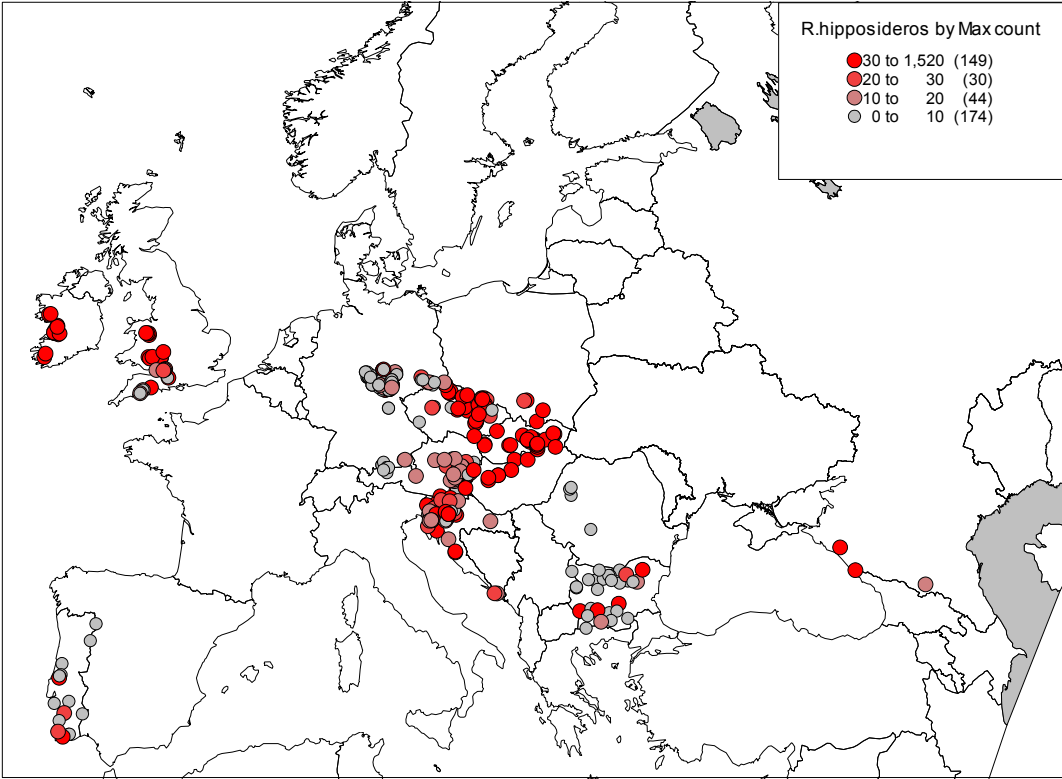 R.hipposideros by Max count
30 to 1,520 (149)
20 to 30 (30)
10 to 20 (44)
0 to 10 (174)